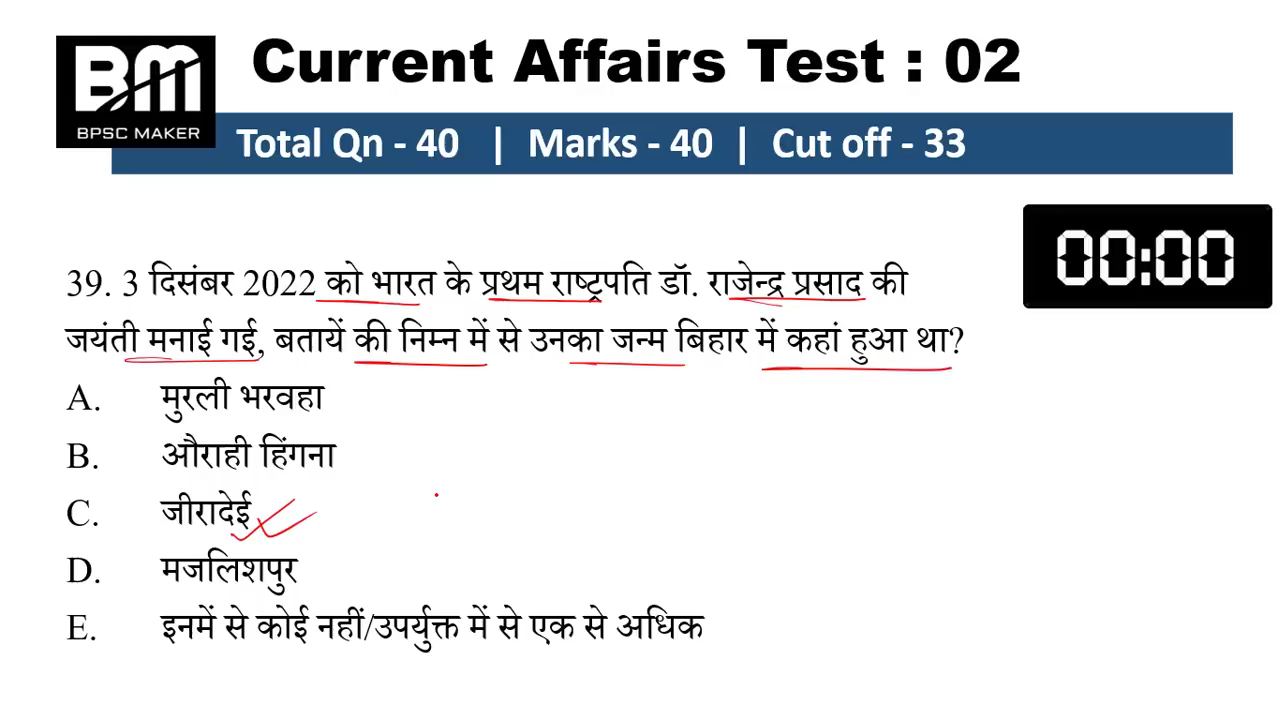 BM
BPSC MAKER
Current Affairs Test : 02
Total Qn - 40 | Marks - 40 | Cut off - 33
00:00
39. 3 दिसंबर 2022 को भारत के प्रथम राष्ट्रपति डॉ. राजेन्द्र प्रसाद की
जयंती मनाई गई, बतायें की निम्न में से उनका जन्म बिहार में कहां हुआ था?
A. मुरली भरवहा
B. औराही हिंगना
C. जीरादेई
D. मजलिशपुर
E. इनमें से कोई नहीं/उपर्युक्त में से एक से अधिक